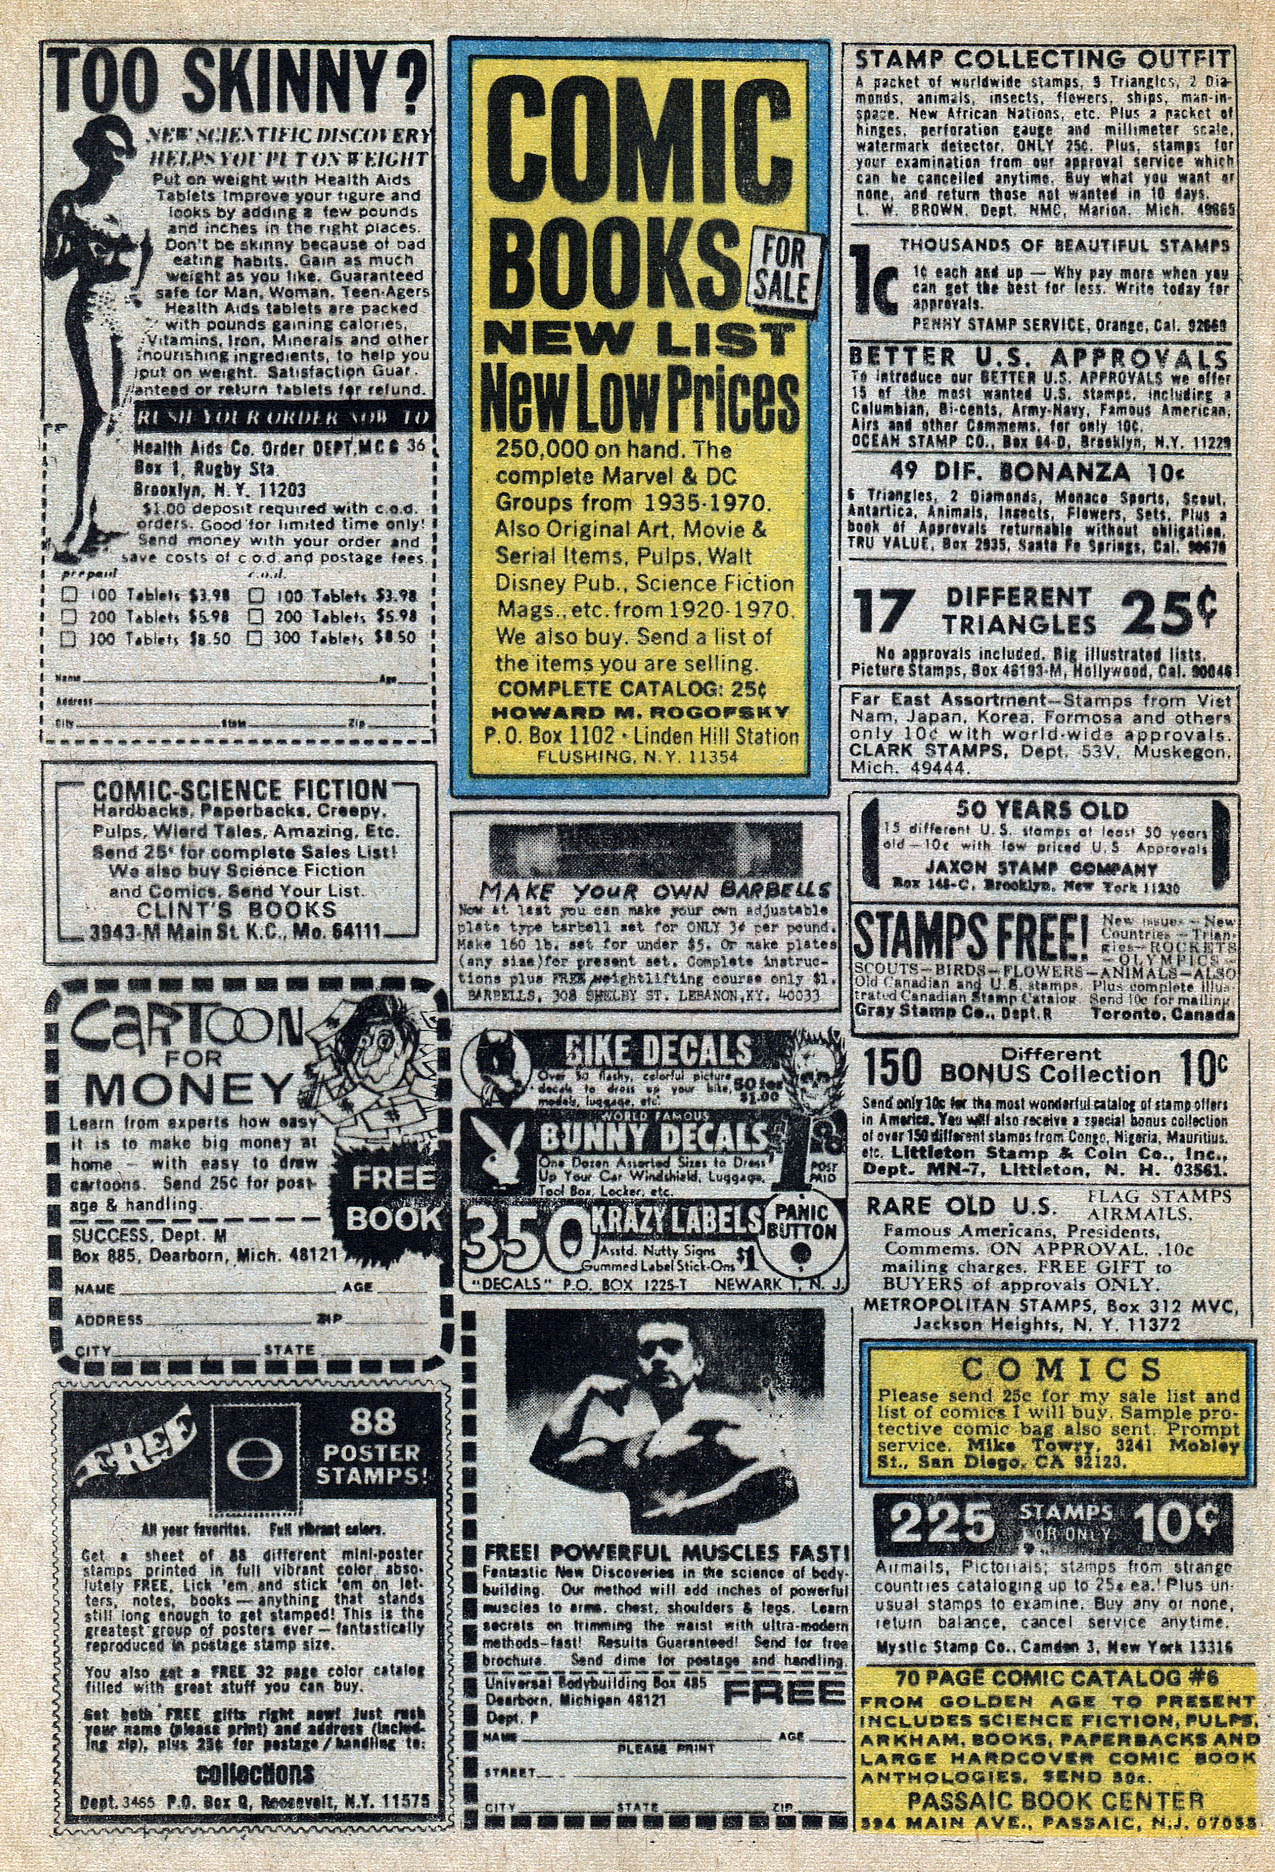 TOO SKINNY?
NEW SCIENTIFIC DISCOVERY
HELPS YOU PUT ON WEIGHT
Put on weight with Health Aids
Tablets Improve your figure and
looks by adding a few pounds
and inches in the right places.
Don't be skinny because of bad
eating habits. Gain as much
weight as you like. Guaranteed
safe for Man, Woman, Teen-Agers
Health Aids tablets are packed
with pounds gaining calories,
Vitamins, Iron, Minerals and other
nourishing ingredients, to help you
put on weight. Satisfaction Guar-
anteed or return tablets for refund.
RUSH YOUR ORDER NOW TO
Health Aids Co. Order DEPT. MCG 36
Box 1, Rugby Sta.
Brooklyn, N. Y. 11203
$1.00 deposit required with c.o.d.
orders. Good for limited time only!
Send money with your order and
save costs of c.o.d and postage fees.
prepaid c.o.d.
100 Tablets $3.98 100 Tablets $3.98
200 Tablets $5.98 200 Tablets $5.98
300 Tablets $8.50 300 Tablets $8.50
Name Age
Address
City State Zip
COMIC-SCIENCE FICTION
Hardbacks, Paperbacks, Creepy,
Pulps, Wierd Tales, Amazing, Etc.
Send 25¢ for complete Sales List!
We also buy Science Fiction
and Comics, Send Your List.
CLINT'S BOOKS
3943-M Main St. K.C., Mo. 64111
CARTOON
FOR
MONEY
Learn from experts how easy
it is to make big money at
home — with easy to draw
cartoons. Send 25¢ for post-
age & handling.
FREE
BOOK
SUCCESS, Dept. M
Box 885, Dearborn, Mich. 48121
NAME AGE
ADDRESS ZIP
CITY STATE
FREE
88
POSTER
STAMPS!
All your favorites. Full vibrant colors.
Get a sheet of 88 different mini-poster
stamps printed in full vibrant color absо-
lutely FREE. Lick 'em and stick 'em on let-
ters, notes, books — anything that stands
still long enough to get stamped! This is the
greatest group of posters ever — fantastically
reproduced in postage stamp size.
You also get a FREE 32 page color catalog
filled with great stuff you can buy.
Get both FREE gifts right now! Just rush
your name (please print) and address (includ-
ing zip), plus 25¢ for postage/handling to:
collections
Dept. 3465 P.O. Box Q, Roosevelt, N.Y. 11575
COMIC
BOOKS
FOR
SALE
NEW LIST
New Low Prices
250,000 on hand. The
complete Marvel & DC
Groups from 1935-1970.
Also Original Art, Movie &
Serial Items, Pulps, Walt
Disney Pub., Science Fiction
Mags., etc. from 1920-1970.
We also buy. Send a list of
the items you are selling.
COMPLETE CATALOG: 25¢
HOWARD M. ROGOFSKY
P.O. Box 1102 • Linden Hill Station
FLUSHING, N.Y. 11354
MAKE YOUR OWN BARBELLS
Now at last you can make your own adjustable
plate type barbell set for ONLY 3¢ per pound.
Make 160 lb. set for under $5. Or make plates
(any size) for present set. Complete instruc-
tions plus FREE weightlifting course only $1.
BARBELLS, 308 SHELBY ST. LEBANON, KY. 40033
BIKE DECALS
Over 50 flashy, colorful picture
decals to dress up your bike,
models, luggage, etc.
50 for
$1.00
WORLD FAMOUS
BUNNY DECALS
One Dozen Assorted Sizes to Dress
Up Your Car Windshield, Luggage,
Tool Box, Locker, etc.
POST
PAID
350 KRAZY LABELS
Asstd. Nutty Signs
Gummed Label Stick-Ons $1
PANIC
BUTTON
"DECALS" P.O. BOX 1225-T NEWARK 1, N. J.
FREE! POWERFUL MUSCLES FAST!
Fantastic New Discoveries in the science of body-
building. Our method will add inches of powerful
muscles to arms, chest, shoulders & legs. Learn
secrets on trimming the waist with ultra-modern
methods—fast! Results Guaranteed! Send for free
brochure. Send dime for postage and handling.
Universal Bodybuilding Box 485
Dearborn, Michigan 48121
Dept. P
FREE
NAME AGE
PLEASE PRINT
STREET
CITY STATE ZIP
STAMP COLLECTING OUTFIT
A packet of worldwide stamps, 9 Triangles, 2 Dia-
monds, animals, insects, flowers, ships, man-in-
space. New African Nations, etc. Plus a packet of
hinges, perforation gauge and millimeter scale,
watermark detector. ONLY 25¢. Plus, stamps for
your examination from our approval service which
can be cancelled anytime. Buy what you want or
none, and return those not wanted in 10 days.
L. W. BROWN, Dept. NMC, Marion, Mich. 49665
1c
THOUSANDS OF BEAUTIFUL STAMPS
1¢ each and up — Why pay more when you
can get the best for less. Write today for
approvals.
PENNY STAMP SERVICE, Orange, Cal. 92669
BETTER U.S. APPROVALS
To introduce our BETTER U.S. APPROVALS we offer
15 of the most wanted U.S. stamps, including a
Columbian, Bi-cents, Army-Navy, Famous American,
Airs and other Commems. for only 10c.
OCEAN STAMP CO., Box 64-D, Brooklyn, N.Y. 11229
49 DIF. BONANZA 10¢
6 Triangles, 2 Diamonds, Monaco Sports, Scout,
Antartica, Animals, Insects, Flowers, Sets, Plus a
book of Approvals returnable without obligation.
TRU VALUE, Box 2935, Santa Fe Springs, Cal. 90670
17 DIFFERENT
TRIANGLES 25¢
No approvals included. Big illustrated lists.
Picture Stamps, Box 46193-M, Hollywood, Cal. 90046
Far East Assortment—Stamps from Viet
Nam, Japan, Korea, Formosa and others
only 10¢ with world-wide approvals.
CLARK STAMPS, Dept. 53V, Muskegon,
Mich. 49444.
50 YEARS OLD
15 different U.S. stamps at least 50 years
old—10¢ with low priced U.S. Approvals
JAXON STAMP COMPANY
Box 148-C, Brooklyn, New York 11230
STAMPS FREE!
New Issues—New
Countries—Trian-
gles—ROCKETS
—OLYMPICS—
SCOUTS—BIRDS—FLOWERS—ANIMALS—ALSO
Old Canadian and U.S. stamps. Plus complete illus-
trated Canadian Stamp Catalog. Send 10c for mailing.
Gray Stamp Co., Dept. R Toronto, Canada
150 Different
BONUS Collection 10¢
Send only 10c for the most wonderful catalog of stamp offers
in America. You will also receive a special bonus collection
of over 150 different stamps from Congo, Nigeria, Mauritius,
etc. Littleton Stamp & Coin Co., Inc.,
Dept. MN-7, Littleton, N. H. 03561.
RARE OLD U.S. FLAG STAMPS
AIRMAILS,
Famous Americans, Presidents,
Commems. ON APPROVAL. .10c
mailing charges. FREE GIFT to
BUYERS of approvals ONLY.
METROPOLITAN STAMPS, Box 312 MVC,
Jackson Heights, N. Y. 11372
COMICS
Please send 25c for my sale list and
list of comics I will buy. Sample pro-
tective comic bag also sent. Prompt
service. Mike Towry, 3241 Mobley
St., San Diego, CA 92123.
225 STAMPS
FOR ONLY 10¢
Airmails, Pictorials; stamps from strange
countries cataloging up to 25¢ ea.! Plus un-
usual stamps to examine. Buy any or none,
return balance, cancel service anytime.
Mystic Stamp Co., Camden 3, New York 13316
70 PAGE COMIC CATALOG #6
FROM GOLDEN AGE TO PRESENT
INCLUDES SCIENCE FICTION, PULPS,
ARKHAM, BOOKS, PAPERBACKS AND
LARGE HARDCOVER COMIC BOOK
ANTHOLOGIES. SEND 50¢.
PASSAIC BOOK CENTER
594 MAIN AVE., PASSAIC, N.J. 07055